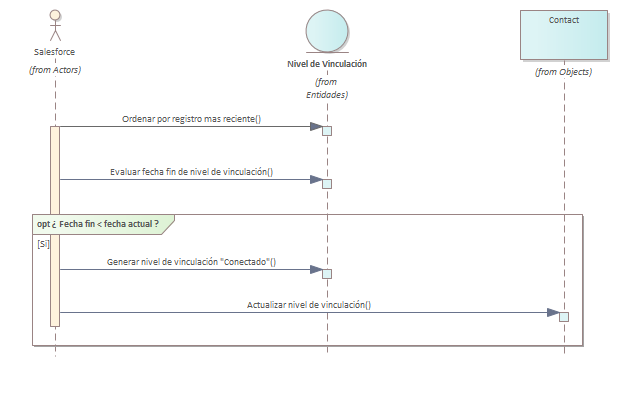 Salesforce
(from Actors)
Nivel de Vinculación
(from
Entidades)
Contact
(from Objects)
Ordenar por registro mas reciente()
Evaluar fecha fin de nivel de vinculación()
opt ¿ Fecha fin < fecha actual ?
[Si]
Generar nivel de vinculación "Conectado"()
Actualizar nivel de vinculación()